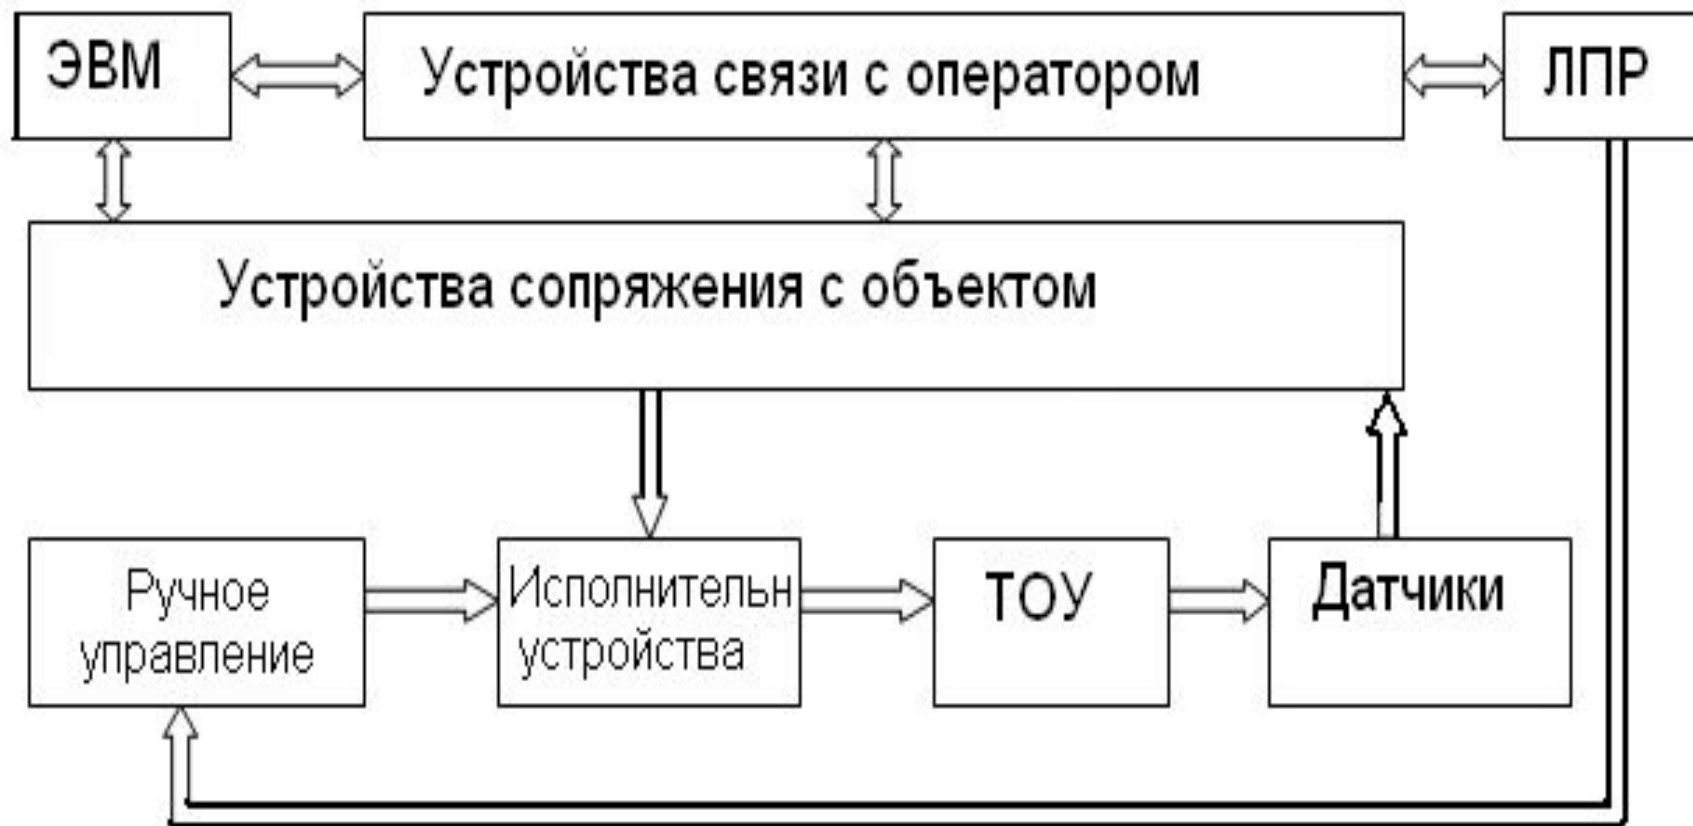 ЭВМ
Устройства связи с оператором
ЛПР
Устройства сопряжения с объектом
Ручное
управление
Исполнительн
устройства
ТОУ
Датчики